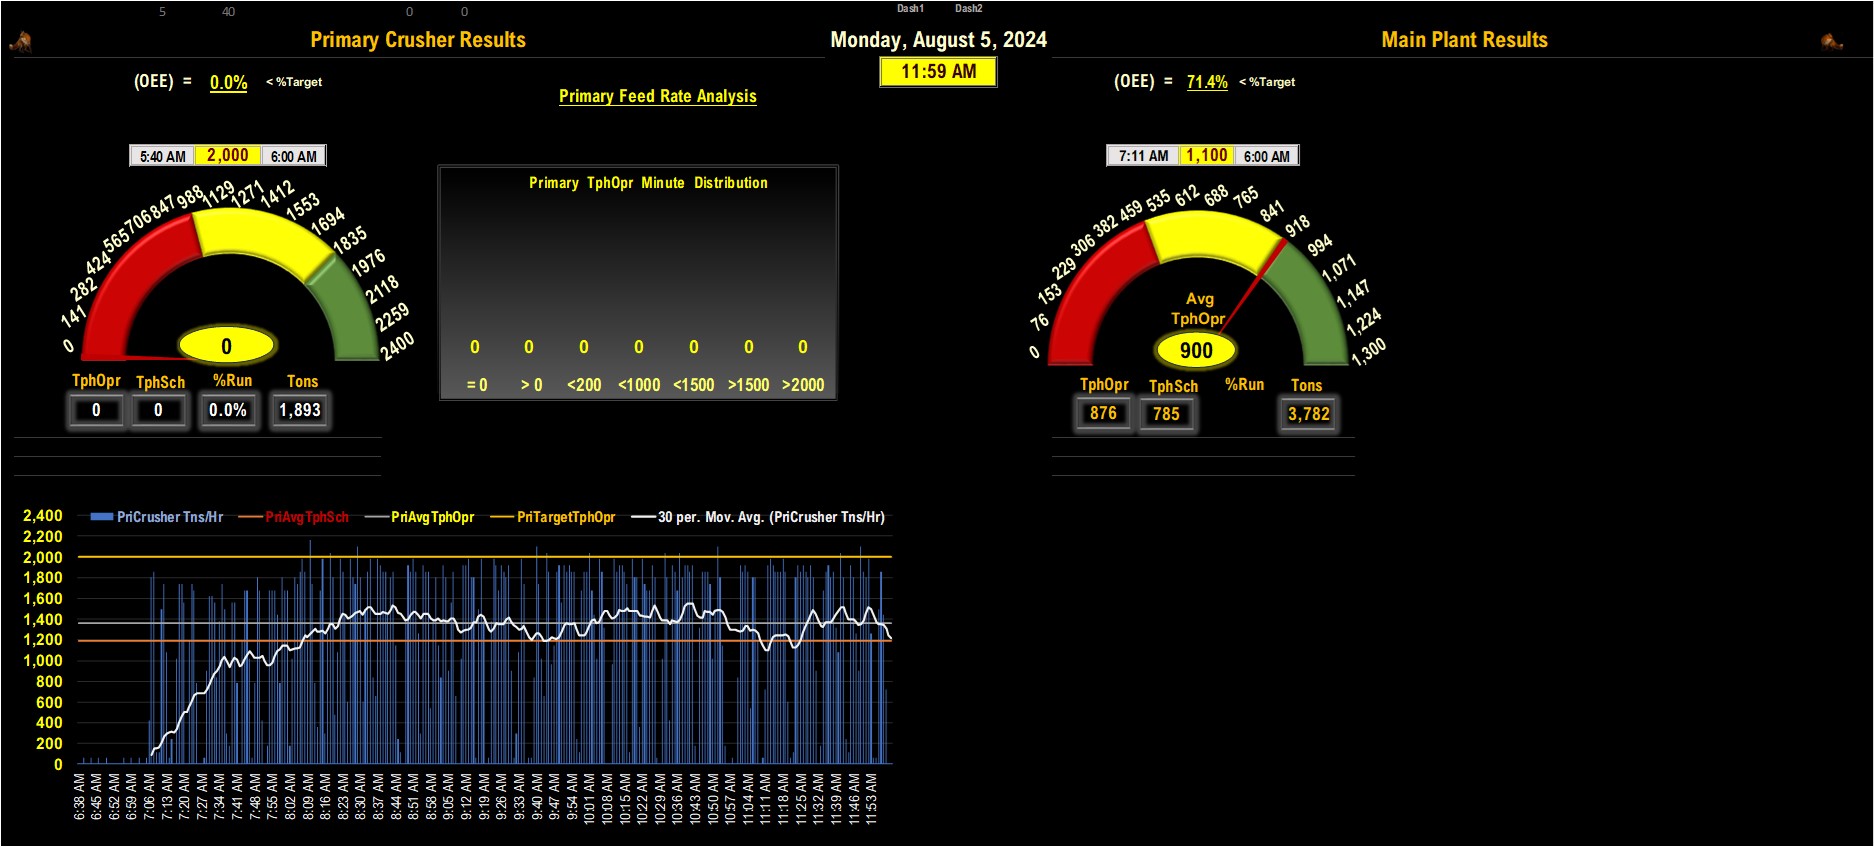 5 40 0 0 Dash1 Dash2
Primary Crusher Results
Monday, August 5, 2024
Main Plant Results
11:59 AM
(OEE) = 0.0% < %Target
Primary Feed Rate Analysis
(OEE) = 71.4% < %Target
5:40 AM 2,000 6:00 AM
0 141 282 424 565 706 847 988 1129 1271 1412 1553 1694 1835 1976 2118 2259 2400
0
TphOpr TphSch %Run Tons
0 0 0.0% 1,893
Primary TphOpr Minute Distribution
0 0 0 0 0 0 0
= 0 > 0 <200 <1000 <1500 >1500 >2000
7:11 AM 1,100 6:00 AM
0 76 153 229 306 382 459 535 612 688 765 841 918 994 1,071 1,147 1,224 1,300
Avg
TphOpr
900
TphOpr TphSch %Run Tons
876 785 3,782
PriCrusher Tns/Hr PriAvgTphSch PriAvgTphOpr PriTargetTphOpr 30 per. Mov. Avg. (PriCrusher Tns/Hr)
2,400
2,200
2,000
1,800
1,600
1,400
1,200
1,000
800
600
400
200
0
6:38 AM 6:45 AM 6:52 AM 6:59 AM 7:06 AM 7:13 AM 7:20 AM 7:27 AM 7:34 AM 7:41 AM 7:48 AM 7:55 AM 8:02 AM 8:09 AM 8:16 AM 8:23 AM 8:30 AM 8:37 AM 8:44 AM 8:51 AM 8:58 AM 9:05 AM 9:12 AM 9:19 AM 9:26 AM 9:33 AM 9:40 AM 9:47 AM 9:54 AM 10:01 AM 10:08 AM 10:15 AM 10:22 AM 10:29 AM 10:36 AM 10:43 AM 10:50 AM 10:57 AM 11:04 AM 11:11 AM 11:18 AM 11:25 AM 11:32 AM 11:39 AM 11:46 AM 11:53 AM